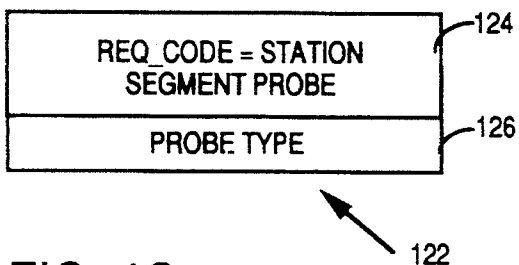 REQ_CODE = STATION
SEGMENT PROBE
124
PROBE TYPE
126
122